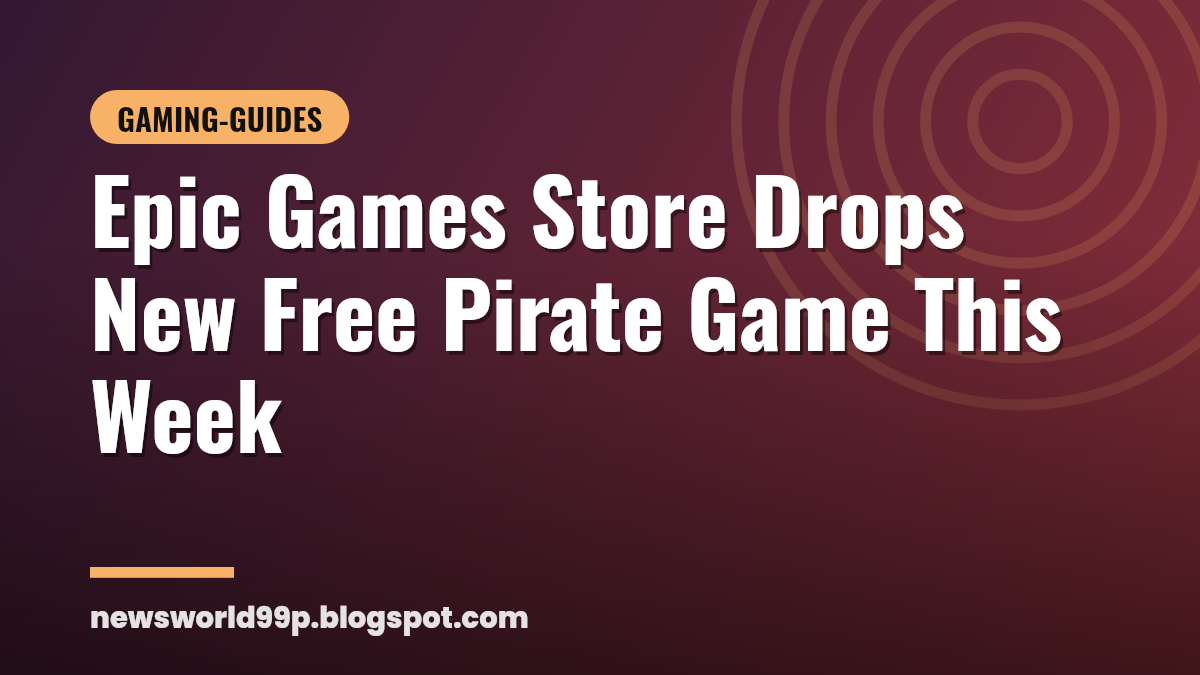 GAMING-GUIDES
Epic Games Store Drops
New Free Pirate Game This
Week
newsworld99p.blogspot.com